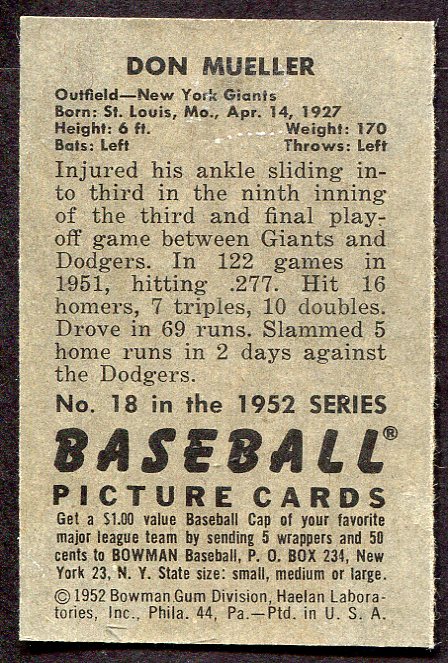 DON MUELLER
Outfield—New York Giants
Born: St. Louis, Mo., Apr. 14, 1927
Height: 6 ft. Weight: 170
Bats: Left Throws: Left
Injured his ankle sliding in-
to third in the ninth inning
of the third and final play-
off game between Giants and
Dodgers. In 122 games in
1951, hitting .277. Hit 16
homers, 7 triples, 10 doubles.
Drove in 69 runs. Slammed 5
home runs in 2 days against
the Dodgers.
No. 18 in the 1952 SERIES
BASEBALL®
PICTURE CARDS
Get a $1.00 value Baseball Cap of your favorite
major league team by sending 5 wrappers and 50
cents to BOWMAN Baseball, P. O. BOX 234, New
York 23, N. Y. State size: small, medium or large.
© 1952 Bowman Gum Division, Haelan Labora-
tories, Inc., Phila. 44, Pa.—Ptd. in U. S. A.